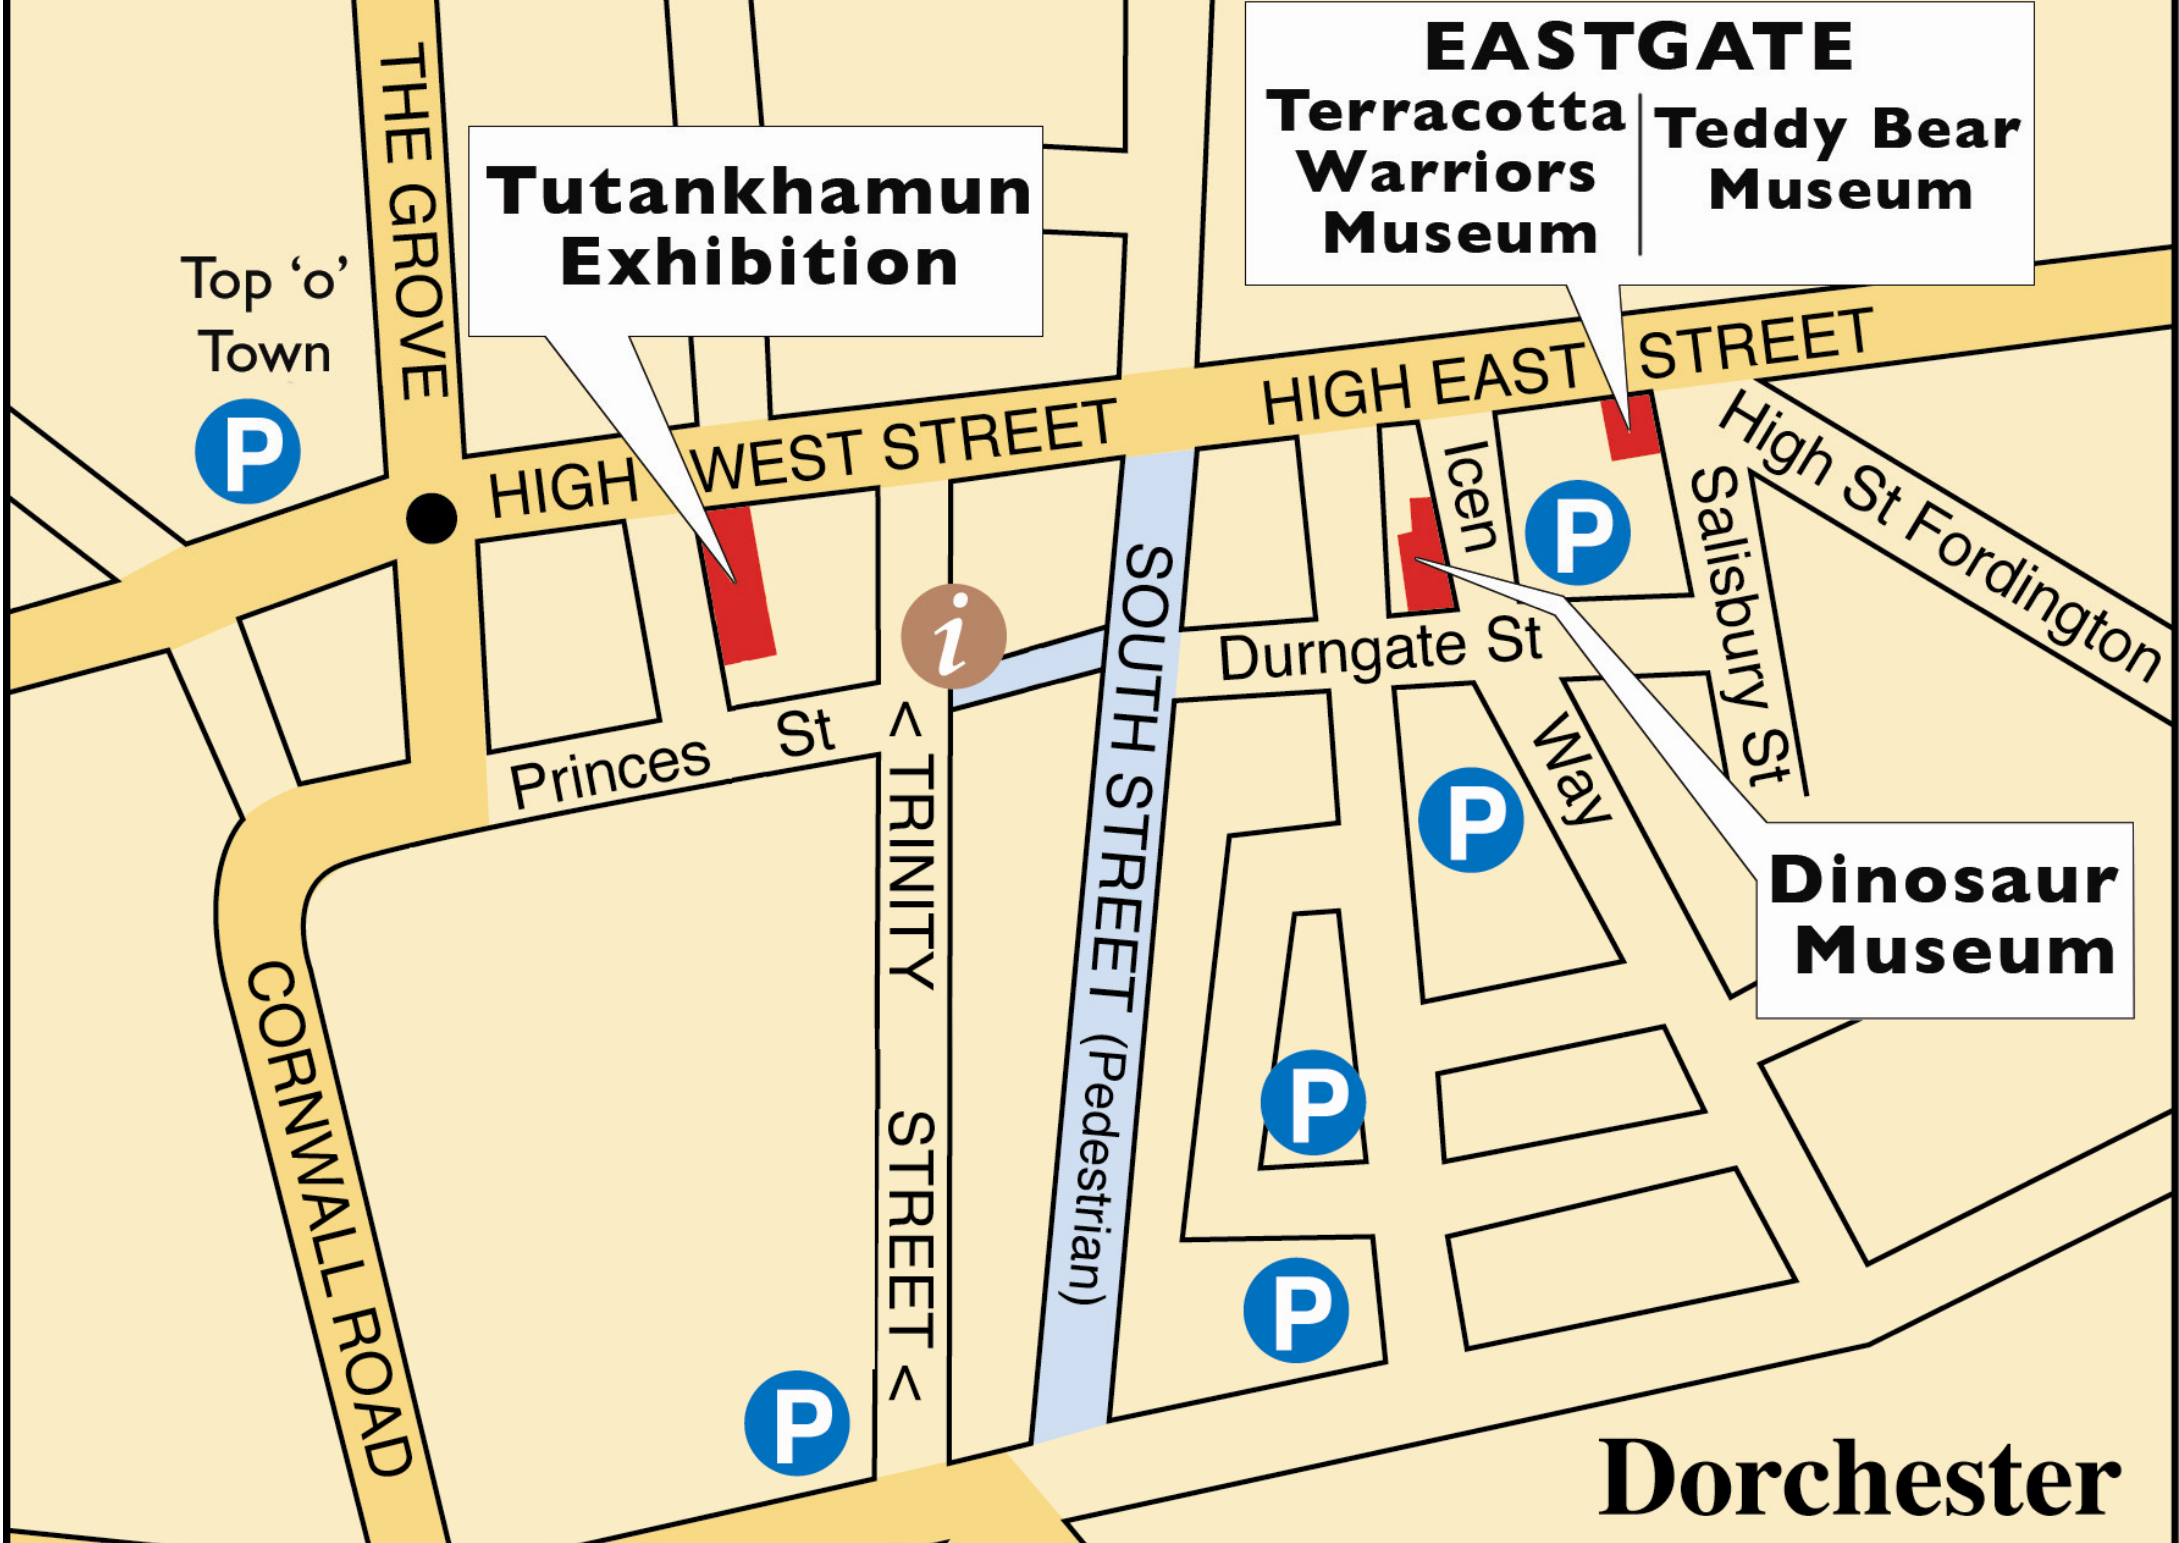 THE GROVE
Top ‘o’
Town
P
Tutankhamun
Exhibition
EASTGATE
Terracotta
Warriors
Museum
Teddy Bear
Museum
HIGH WEST STREET
HIGH EAST STREET
High St Fordington
Icen
Way
P
Salisbury St
Durngate St
i
Princes St
< TRINITY STREET <
SOUTH STREET (Pedestrian)
P
Dinosaur
Museum
CORNWALL ROAD
P
P
P
Dorchester